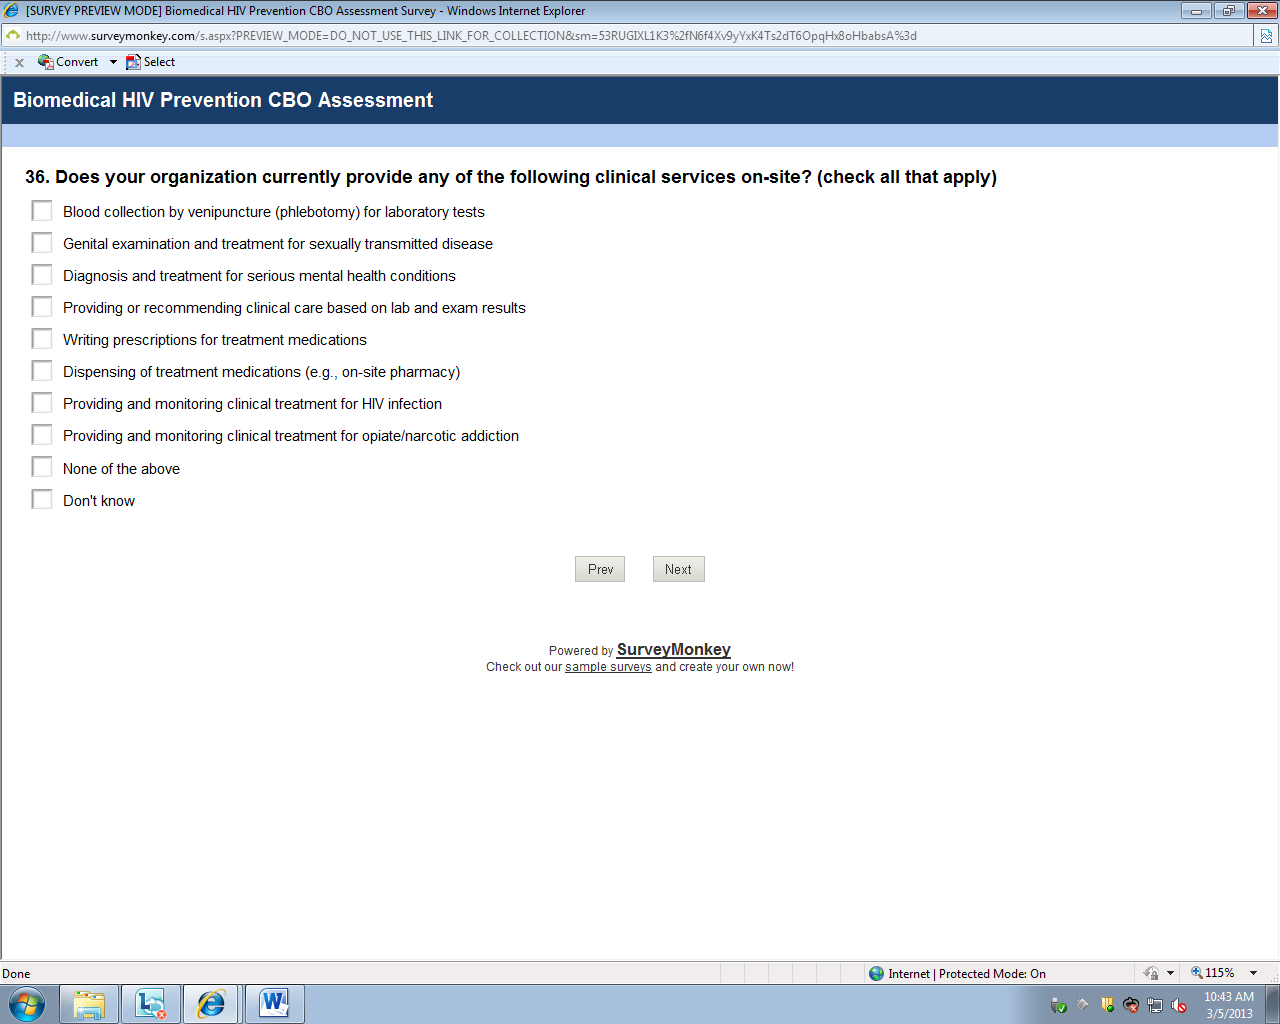 [SURVEY PREVIEW MODE] Biomedical HIV Prevention CBO Assessment Survey - Windows Internet Explorer
http://www.surveymonkey.com/s.aspx?PREVIEW_MODE=DO_NOT_USE_THIS_LINK_FOR_COLLECTION&sm=53RUGIXL1K3%2fN6f4Xv9yYxK4Ts2dT6OpqHx8oHbabsA%3d
x Convert Select
Biomedical HIV Prevention CBO Assessment
36. Does your organization currently provide any of the following clinical services on-site? (check all that apply)
Blood collection by venipuncture (phlebotomy) for laboratory tests
Genital examination and treatment for sexually transmitted disease
Diagnosis and treatment for serious mental health conditions
Providing or recommending clinical care based on lab and exam results
Writing prescriptions for treatment medications
Dispensing of treatment medications (e.g., on-site pharmacy)
Providing and monitoring clinical treatment for HIV infection
Providing and monitoring clinical treatment for opiate/narcotic addiction
None of the above
Don't know
Prev Next
Powered by SurveyMonkey
Check out our sample surveys and create your own now!
Done Internet | Protected Mode: On 115%
10:43 AM
3/5/2013